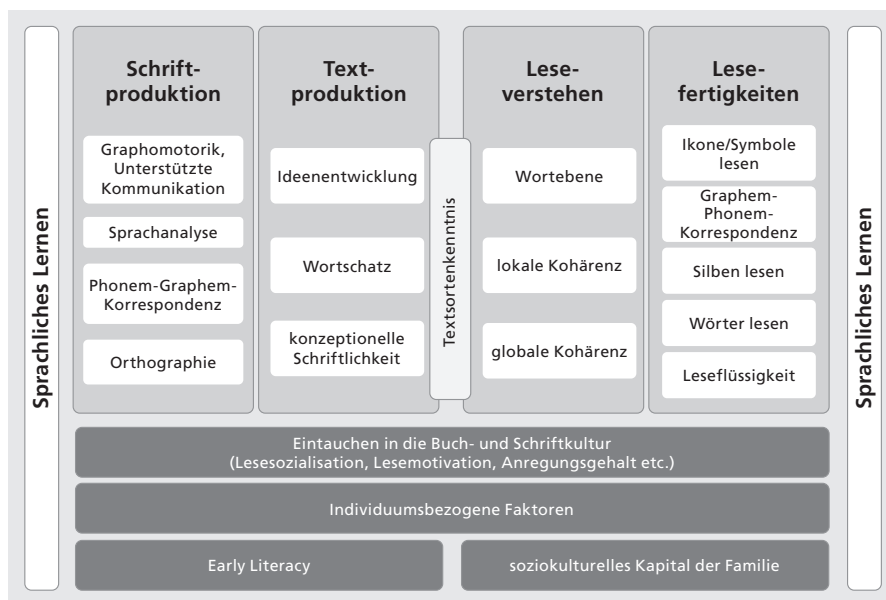 Sprachliches Lernen
Schrift-
produktion
Graphomotorik,
Unterstützte
Kommunikation
Sprachanalyse
Phonem-Graphem-
Korrespondenz
Orthographie
Text-
produktion
Ideenentwicklung
Wortschatz
konzeptionelle
Schriftlichkeit
Textsortenkenntnis
Lese-
verstehen
Wortebene
lokale Kohärenz
globale Kohärenz
Lese-
fertigkeiten
Ikone/Symbole
lesen
Graphem-
Phonem-
Korrespondenz
Silben lesen
Wörter lesen
Leseflüssigkeit
Sprachliches Lernen
Eintauchen in die Buch- und Schriftkultur
(Lesesozialisation, Lesemotivation, Anregungsgehalt etc.)
Individuumsbezogene Faktoren
Early Literacy
soziokulturelles Kapital der Familie